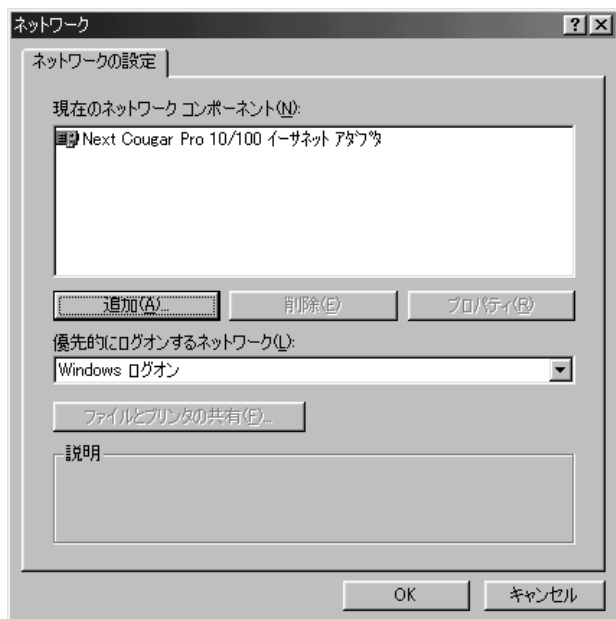 ネットワーク
ネットワークの設定
現在のネットワーク コンポーネント(N):
Next Cougar Pro 10/100 イーサネット アダプタ
追加(A)...
削除(E)
プロパティ(R)
優先的にログオンするネットワーク(L):
Windows ログオン
ファイルとプリンタの共有(F)...
説明
OK
キャンセル